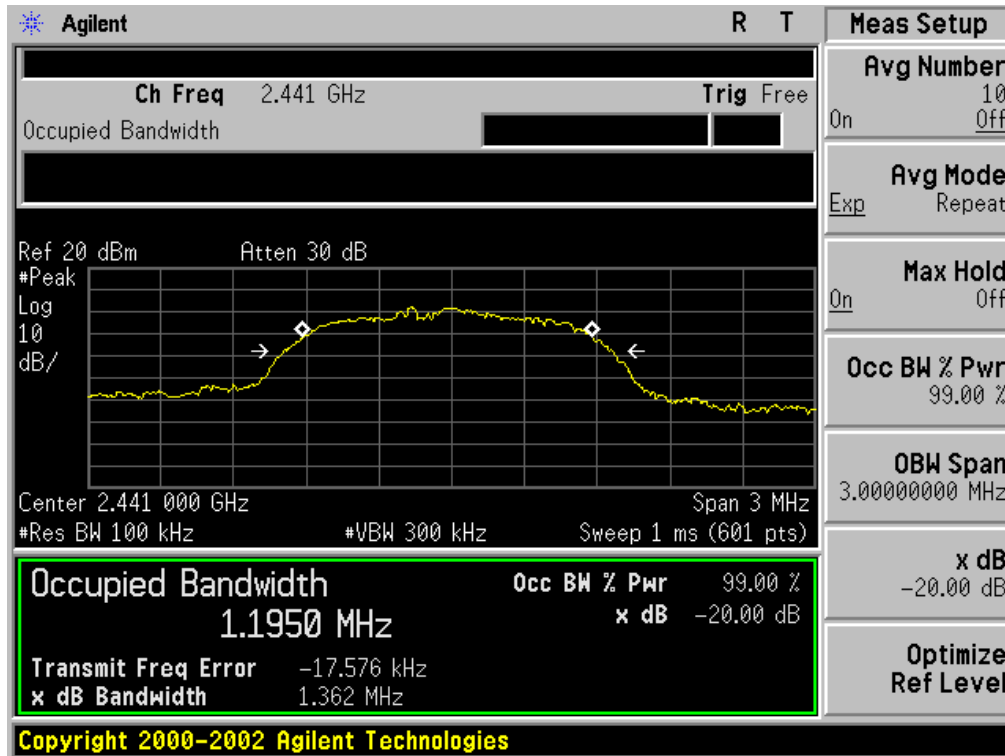 Agilent R T
Ch Freq 2.441 GHz Trig Free
Occupied Bandwidth
Ref 20 dBm Atten 30 dB
#Peak
Log
10
dB/
Center 2.441 000 GHz Span 3 MHz
#Res BW 100 kHz #VBW 300 kHz Sweep 1 ms (601 pts)
Occupied Bandwidth
1.1950 MHz
Occ BW % Pwr 99.00 %
x dB -20.00 dB
Transmit Freq Error -17.576 kHz
x dB Bandwidth 1.362 MHz
Copyright 2000-2002 Agilent Technologies
Meas Setup
Avg Number
10
On Off
Avg Mode
Exp Repeat
Max Hold
On Off
Occ BW % Pwr
99.00 %
OBW Span
3.00000000 MHz
x dB
-20.00 dB
Optimize
Ref Level